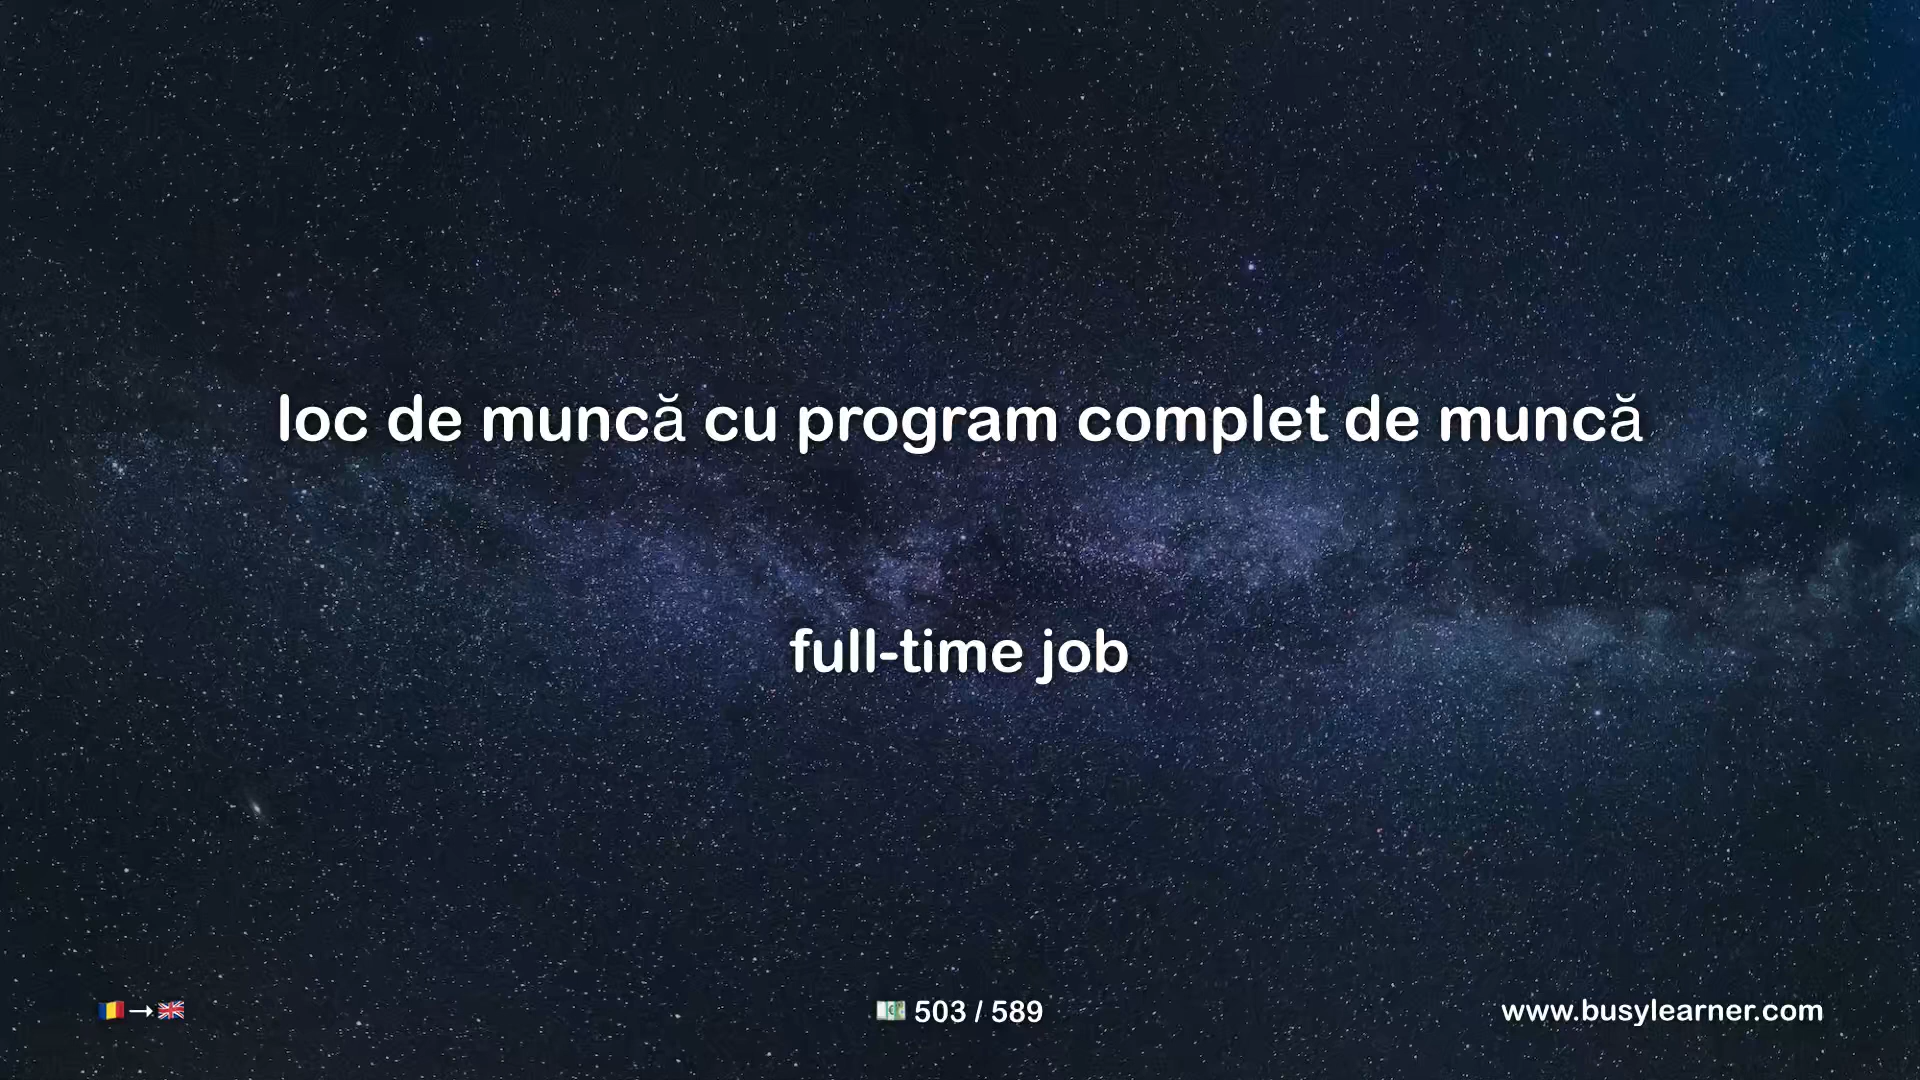 loc de muncă cu program complet de muncă
full-time job
🇷🇴→🇬🇧
💶 503 / 589
www.busylearner.com